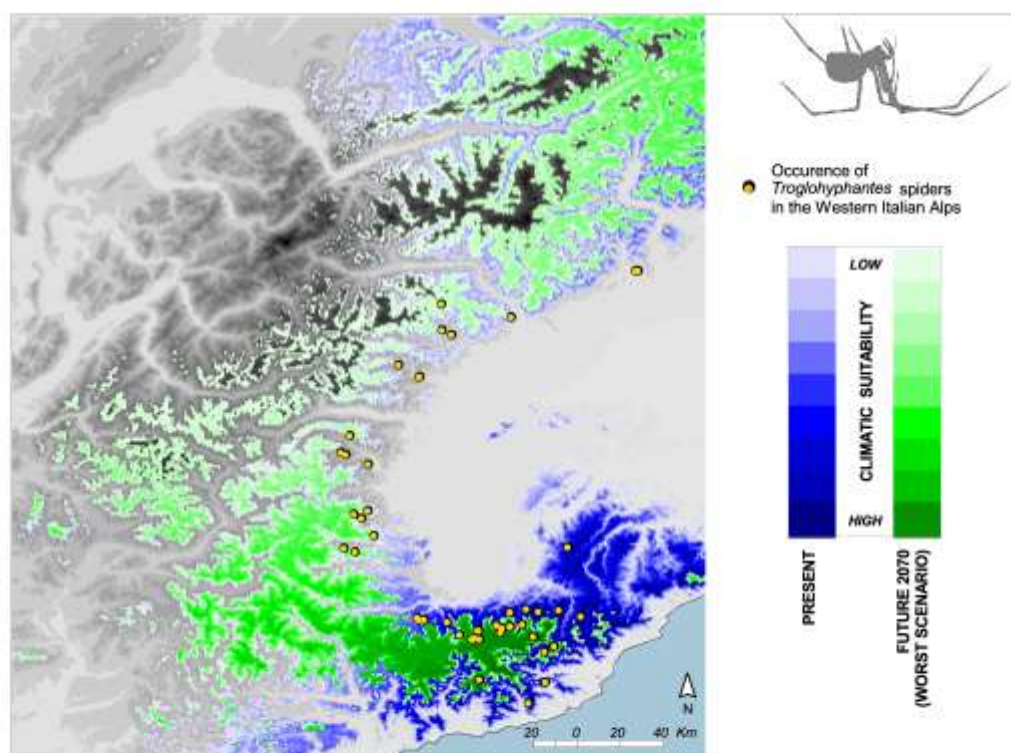 Occurence of
Troglohyphantes spiders
in the Western Italian Alps
LOW
CLIMATIC SUITABILITY
HIGH
PRESENT
FUTURE 2070
(WORST SCENARIO)
N
20 0 20 40 Km